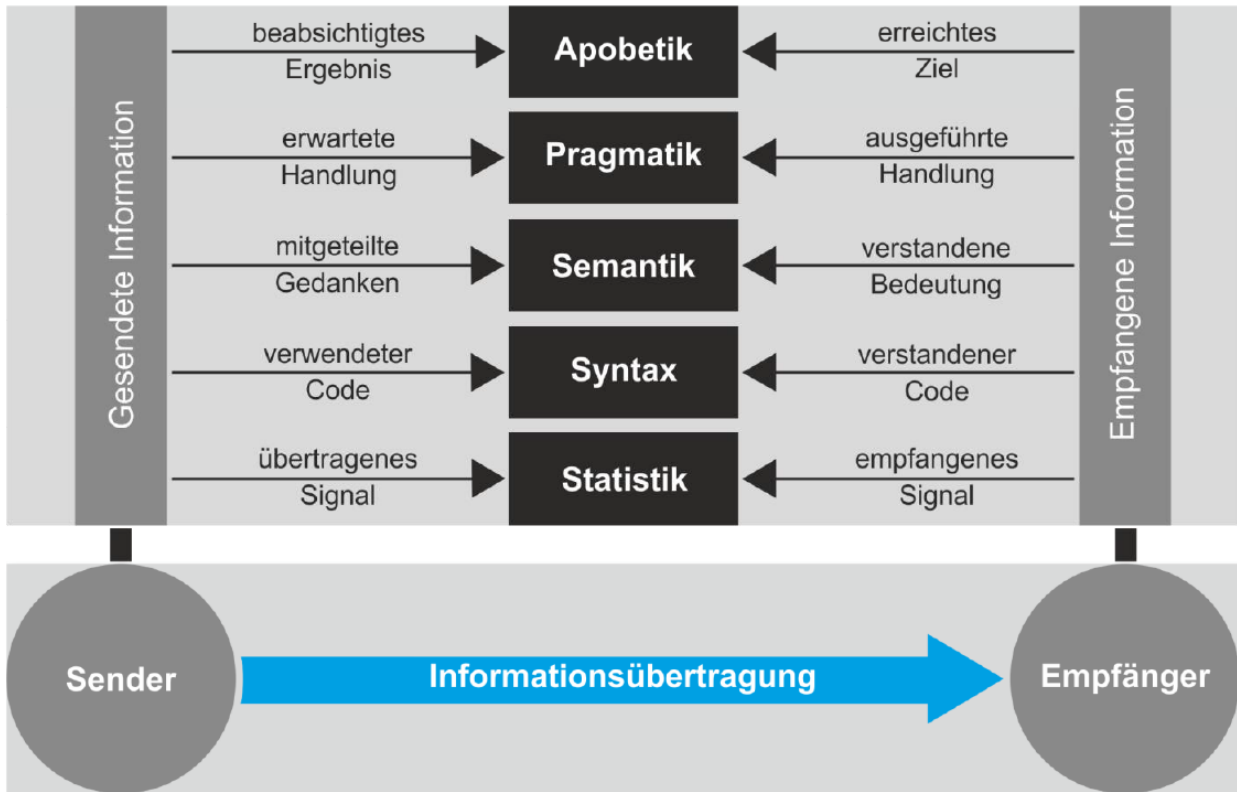 Gesendete Information
beabsichtigtes
Ergebnis
Apobetik
erreichtes
Ziel
erwartete
Handlung
Pragmatik
ausgeführte
Handlung
mitgeteilte
Gedanken
Semantik
verstandene
Bedeutung
verwendeter
Code
Syntax
verstandener
Code
übertragenes
Signal
Statistik
empfangenes
Signal
Empfangene Information
Sender
Informationsübertragung
Empfänger